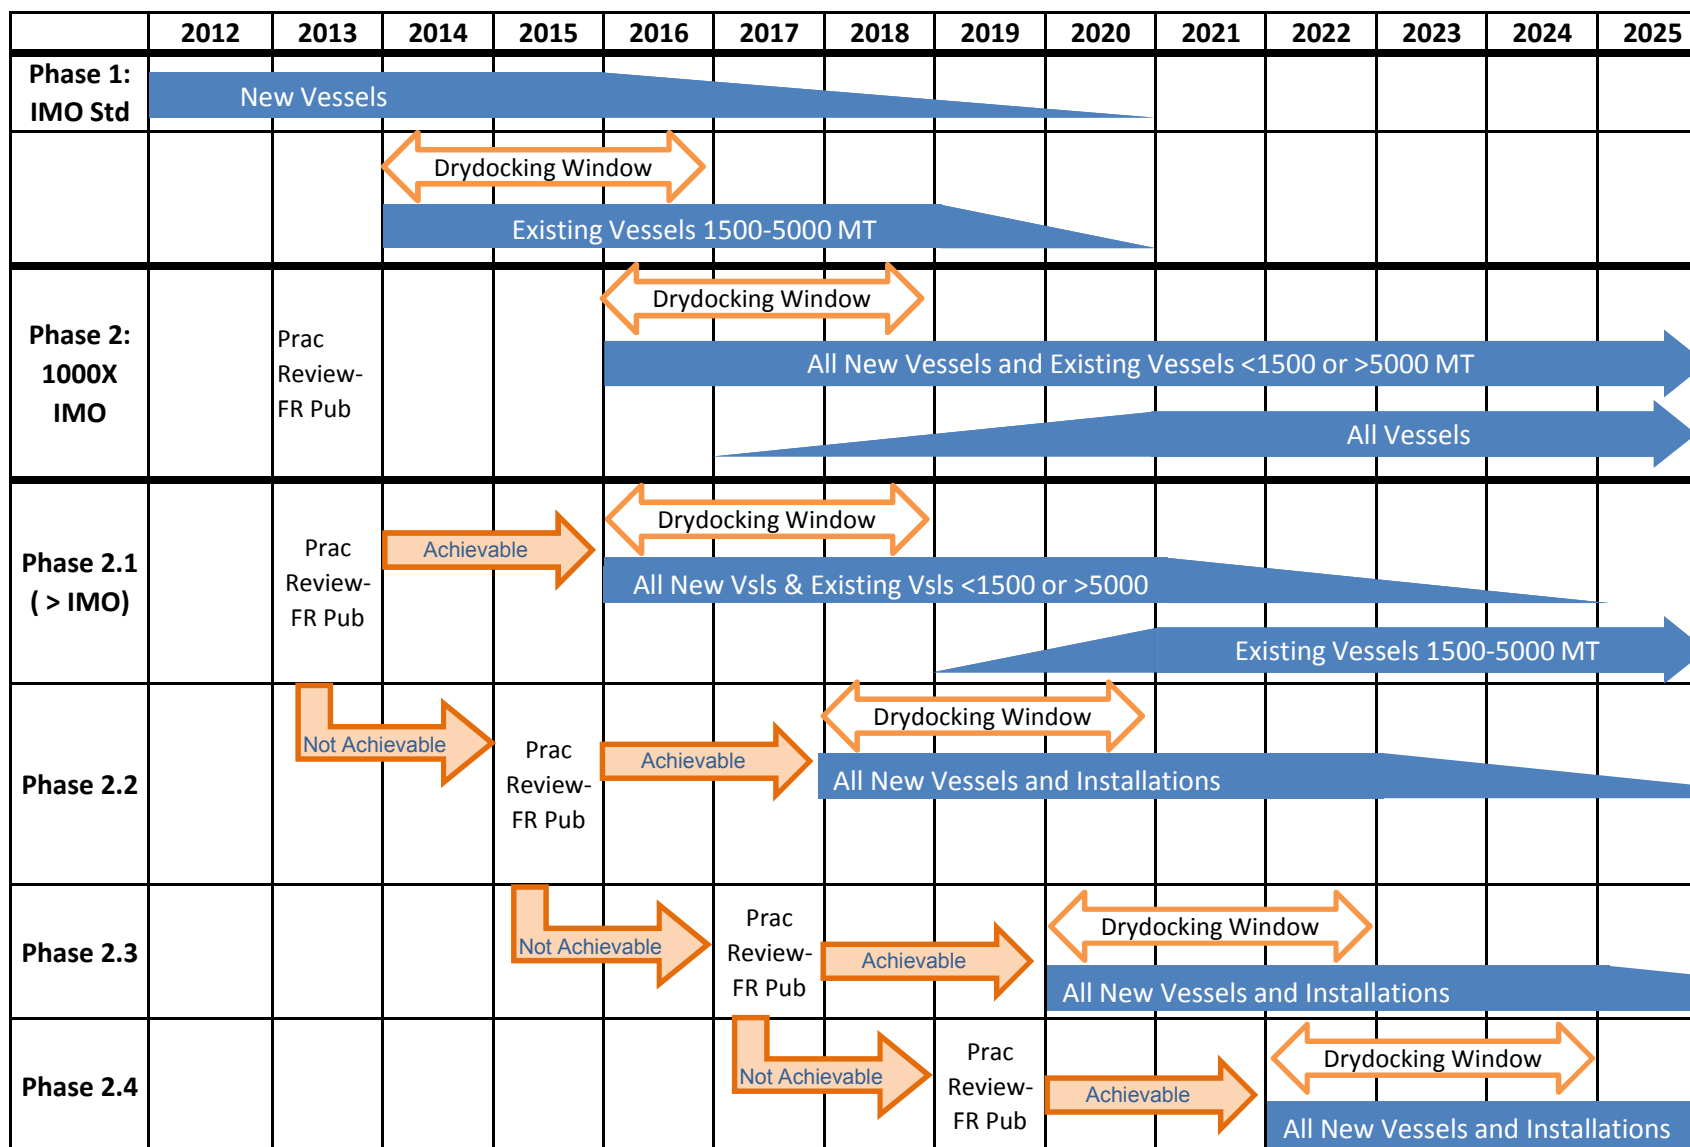 2012 2013 2014 2015 2016 2017 2018 2019 2020 2021 2022 2023 2024 2025
Phase 1:
IMO Std
New Vessels
Drydocking Window
Existing Vessels 1500-5000 MT
Phase 2:
1000X
IMO
Prac
Review-
FR Pub
Drydocking Window
All New Vessels and Existing Vessels <1500 or >5000 MT
All Vessels
Phase 2.1
( > IMO)
Prac
Review-
FR Pub
Achievable
Drydocking Window
All New Vsls & Existing Vsls <1500 or >5000
Existing Vessels 1500-5000 MT
Phase 2.2
Not Achievable
Prac
Review-
FR Pub
Achievable
Drydocking Window
All New Vessels and Installations
Phase 2.3
Not Achievable
Prac
Review-
FR Pub
Achievable
Drydocking Window
All New Vessels and Installations
Phase 2.4
Not Achievable
Prac
Review-
FR Pub
Achievable
Drydocking Window
All New Vessels and Installations